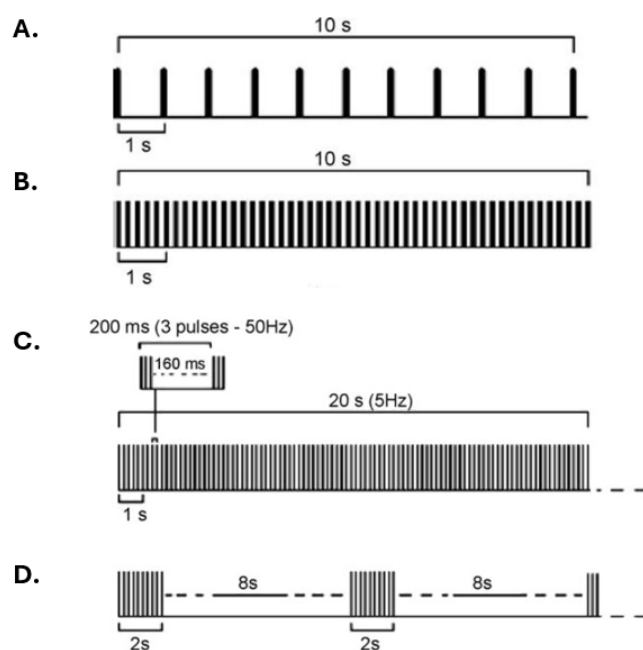 A.
10 s
1 s
B.
10 s
1 s
C.
200 ms (3 pulses - 50Hz)
160 ms
20 s (5Hz)
1 s
D.
8s
8s
2s
2s